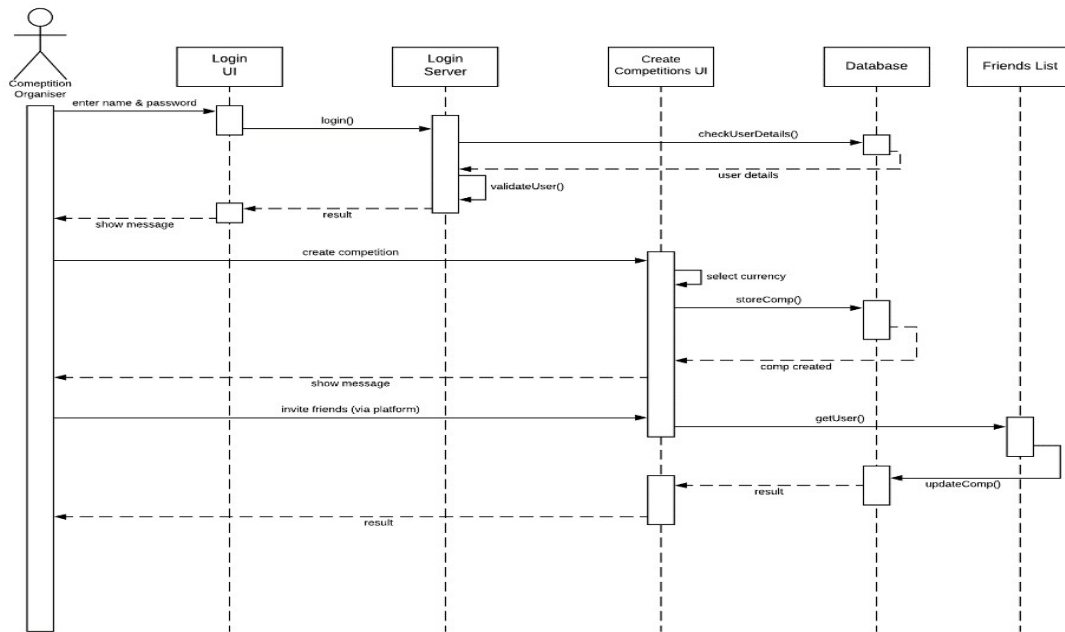 Login
UI
Login
Server
Create
Competitions UI
Database
Friends List
Comeptition
Organiser
enter name & password
login()
checkUserDetails()
user details
validateUser()
result
show message
create competition
select currency
storeComp()
comp created
show message
invite friends (via platform)
getUser()
updateComp()
result
result